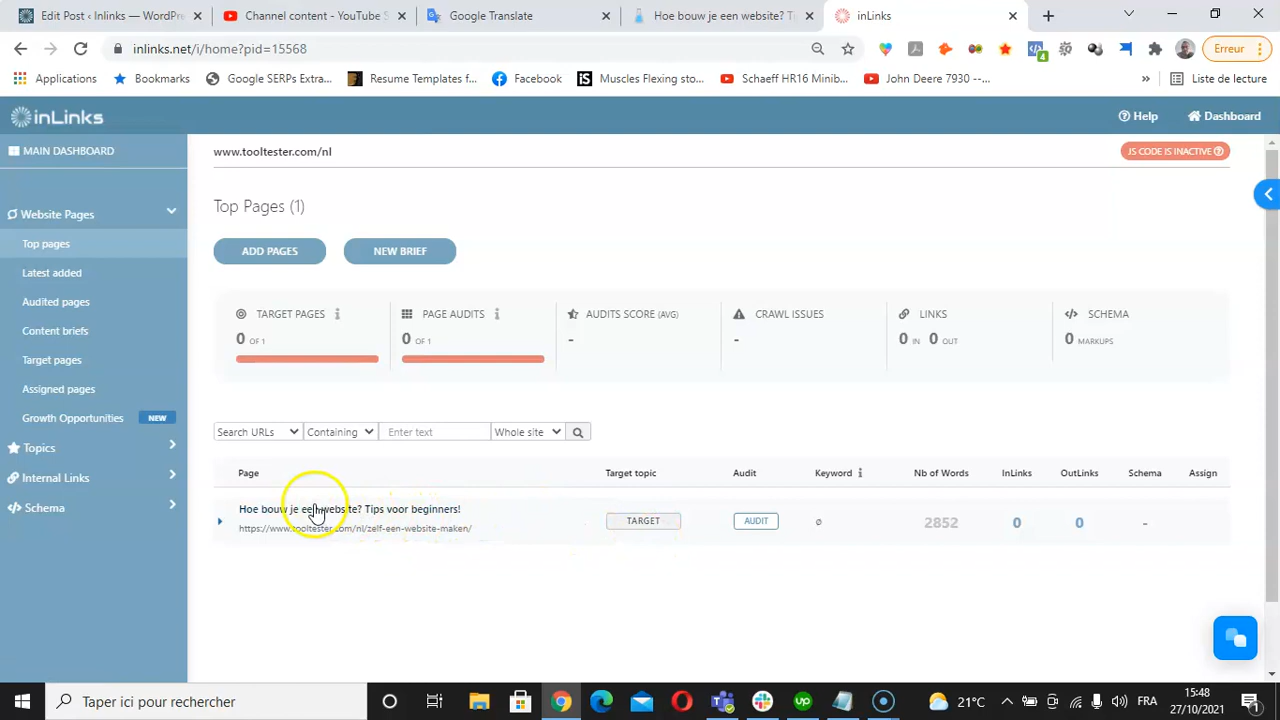 Edit Post ‹ Inlinks — WordPre
Channel content - YouTube S
Google Translate
Hoe bouw je een website? Ti
inLinks
inlinks.net/i/home?pid=15568
4
Erreur
Applications
Bookmarks
Google SERPs Extra...
Resume Templates f...
Facebook
iS
Muscles Flexing sto...
Schaeff HR16 Minib...
John Deere 7930 --...
»
Liste de lecture
inLinks
Help
Dashboard
MAIN DASHBOARD
www.tooltester.com/nl
JS CODE IS INACTIVE
Website Pages
Top pages
Latest added
Audited pages
Content briefs
Target pages
Assigned pages
Growth Opportunities NEW
Topics
Internal Links
Schema
Top Pages (1)
ADD PAGES
NEW BRIEF
TARGET PAGES
0 OF 1
PAGE AUDITS
0 OF 1
AUDITS SCORE (AVG)
-
CRAWL ISSUES
-
LINKS
0 IN 0 OUT
SCHEMA
0 MARKUPS
Search URLs
Containing
Enter text
Whole site
Page
Target topic
Audit
Keyword
Nb of Words
InLinks
OutLinks
Schema
Assign
Hoe bouw je een website? Tips voor beginners!
https://www.tooltester.com/nl/zelf-een-website-maken/
TARGET
AUDIT
∅
2852
0
0
-
Taper ici pour rechercher
21°C
FRA
15:48
27/10/2021